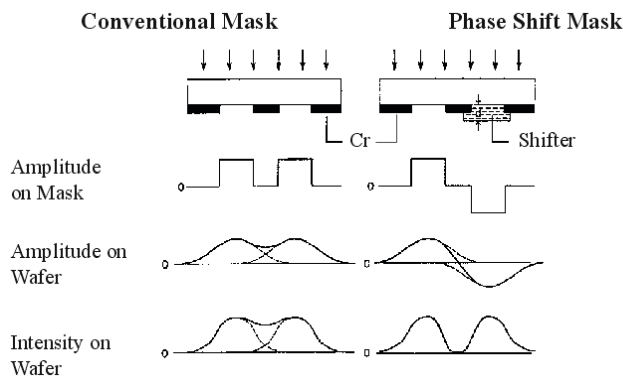 Conventional Mask
Phase Shift Mask
Cr
Shifter
Amplitude
on Mask
0
0
Amplitude on
Wafer
0
0
Intensity on
Wafer
0
0